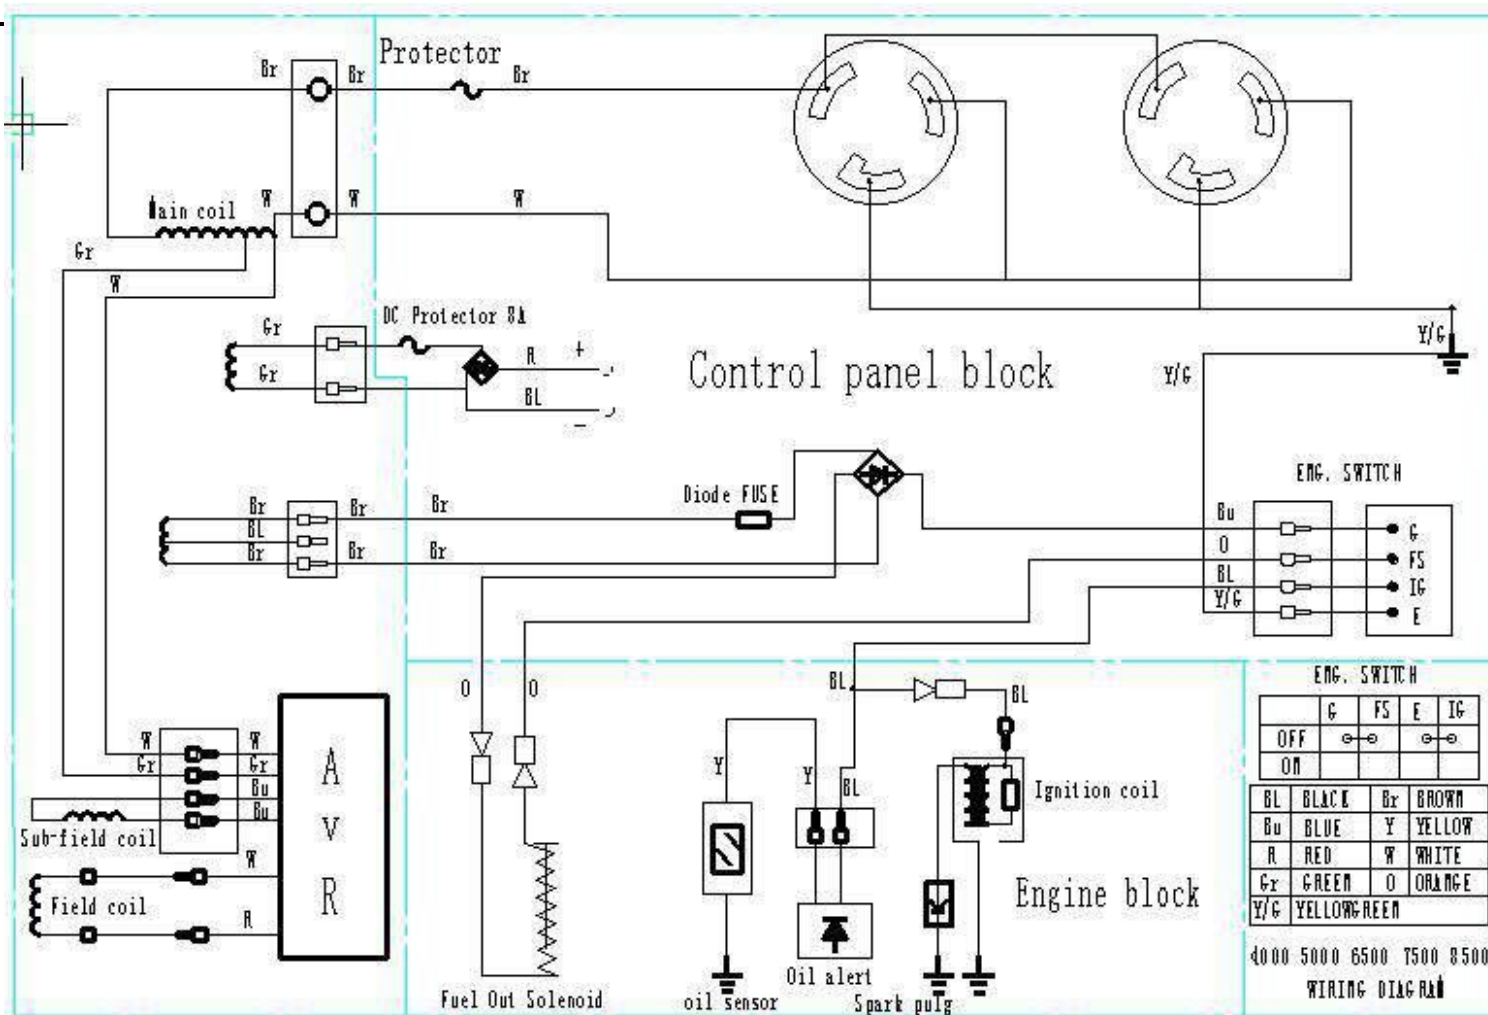 Protector
Br Br Br
W W W
Main coil
Gr
W
DC Protector 8A
Gr
Gr
R +
BL
−
Control panel block
Y/G
Y/G
ENG. SWITCH
Diode FUSE
Br Br Br
BL
Br Br Br
Bu
O
BL
Y/G
G
FS
IG
E
O O
BL
BL
W W
Gr Gr
Bu
Bu
A
V
R
Sub-field coil
W
Field coil
R
Y
Y
BL
Ignition coil
Engine block
Fuel Out Solenoid
oil sensor
Oil alert
Spark pulg
ENG. SWITCH
G FS E IG
OFF
ON
BL BLACK Br BROWN
Bu BLUE Y YELLOW
R RED W WHITE
Gr GREEN O ORANGE
Y/G YELLOWGREEN
4000 5000 6500 7500 8500
WIRING DIAGRAM